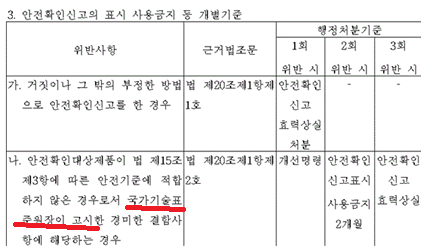 3. 안전확인신고의 표시 사용금지 등 개별기준
행정처분기준
위반사항 근거법조문 1회 2회 3회
위반 시 위반 시 위반 시
가. 거짓이나 그 밖의 부정한 방법 법 제20조제1항제 안전확인 - -
으로 안전확인신고를 한 경우 1호 신고
효력상실
처분
나. 안전확인대상제품이 법 제15조 법 제20조제1항제 개선명령 안전확인 안전확인
제3항에 따른 안전기준에 적합 2호 신고표시 신고
하지 않은 경우로서 국가기술표 사용금지 효력상실
준원장이 고시한 경미한 결함사 2개월
항에 해당하는 경우